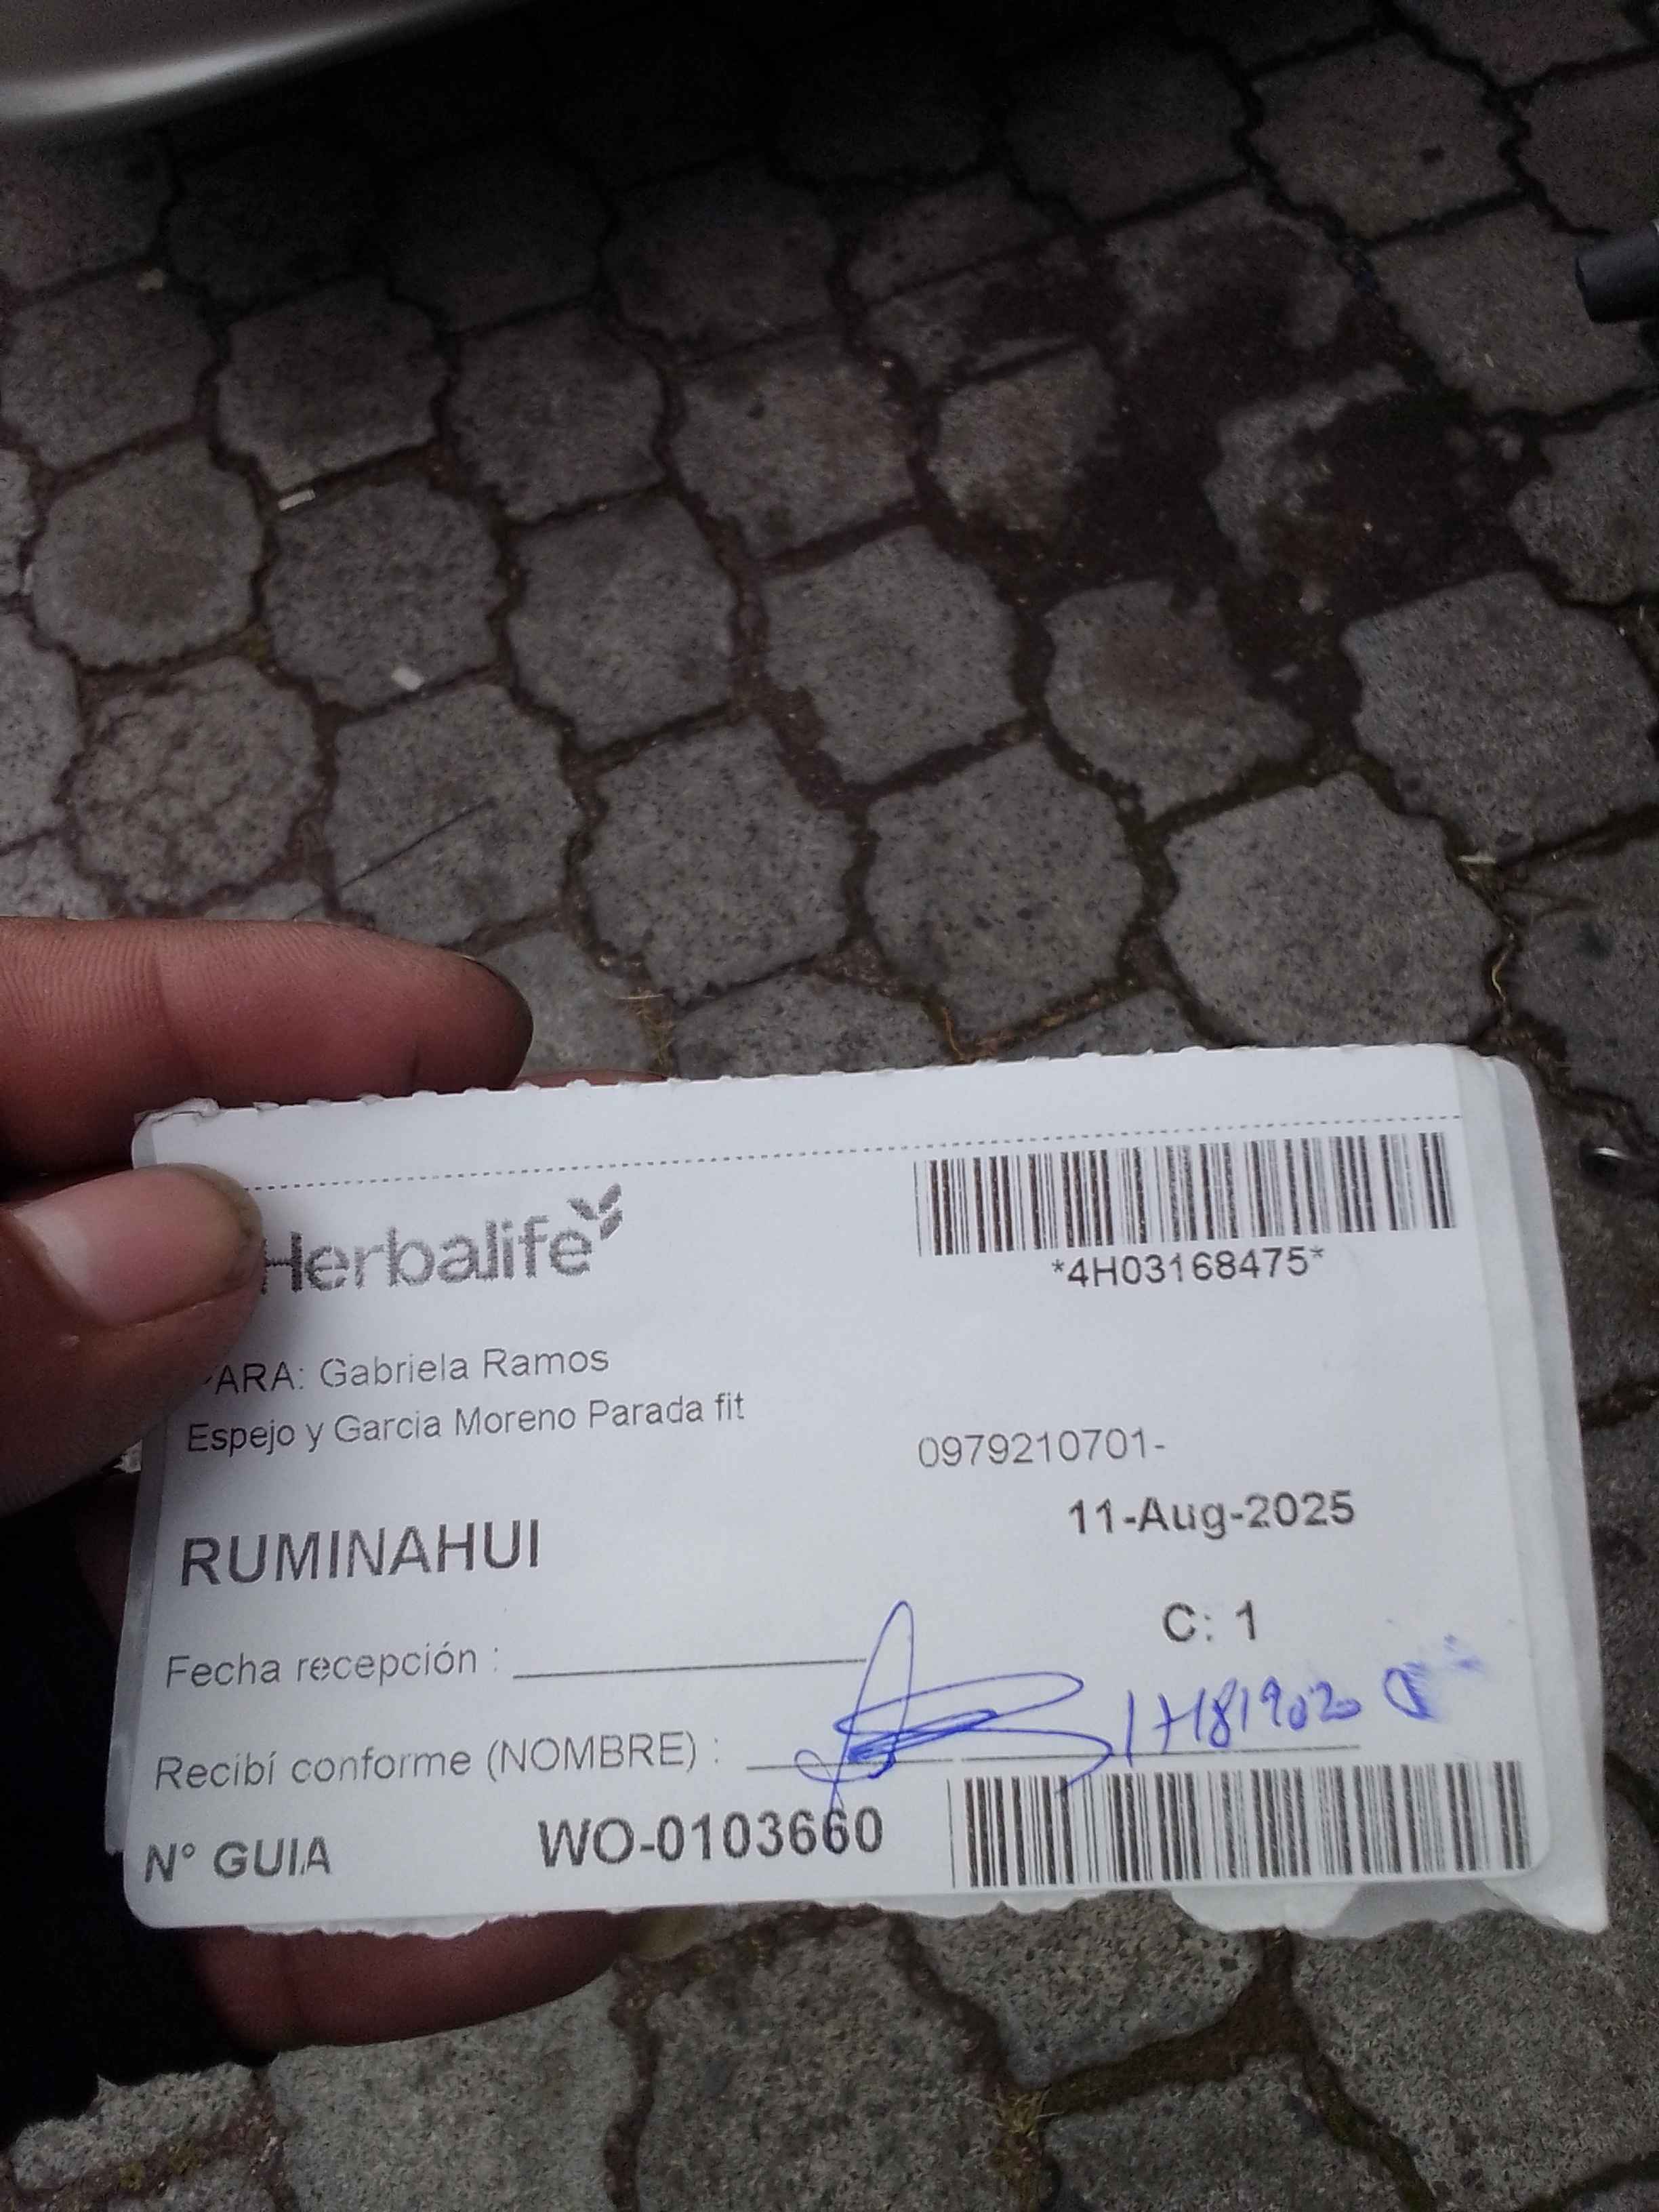 Herbalife
*4H03168475*
PARA: Gabriela Ramos
Espejo y Garcia Moreno Parada fit
0979210701-
11-Aug-2025
RUMINAHUI
C: 1
Fecha recepción :
Recibí conforme (NOMBRE) :
N° GUIA WO-0103660